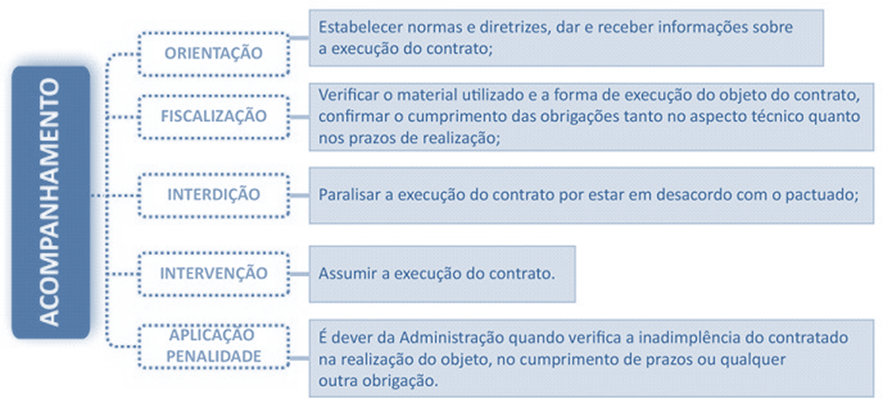 ACOMPANHAMENTO
ORIENTAÇÃO
Estabelecer normas e diretrizes, dar e receber informações sobre
a execução do contrato;
FISCALIZAÇÃO
Verificar o material utilizado e a forma de execução do objeto do contrato,
confirmar o cumprimento das obrigações tanto no aspecto técnico quanto
nos prazos de realização;
INTERDIÇÃO
Paralisar a execução do contrato por estar em desacordo com o pactuado;
INTERVENÇÃO
Assumir a execução do contrato.
APLICAÇÃO
PENALIDADE
É dever da Administração quando verifica a inadimplência do contratado
na realização do objeto, no cumprimento de prazos ou qualquer
outra obrigação.